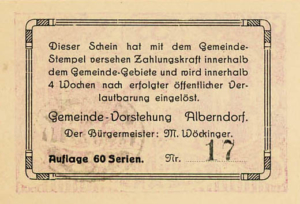 Dieser Schein hat mit dem Gemeinde-
Stempel versehen Zahlungskraft innerhalb
dem Gemeinde-Gebiete und wird innerhalb
4 Wochen nach erfolgter öffentlicher Ver-
lautbarung eingelöst.
Gemeinde-Vorstehung Alberndorf.
Der Bürgermeister: M. Wöckinger.
Auflage 60 Serien. Nr. 17